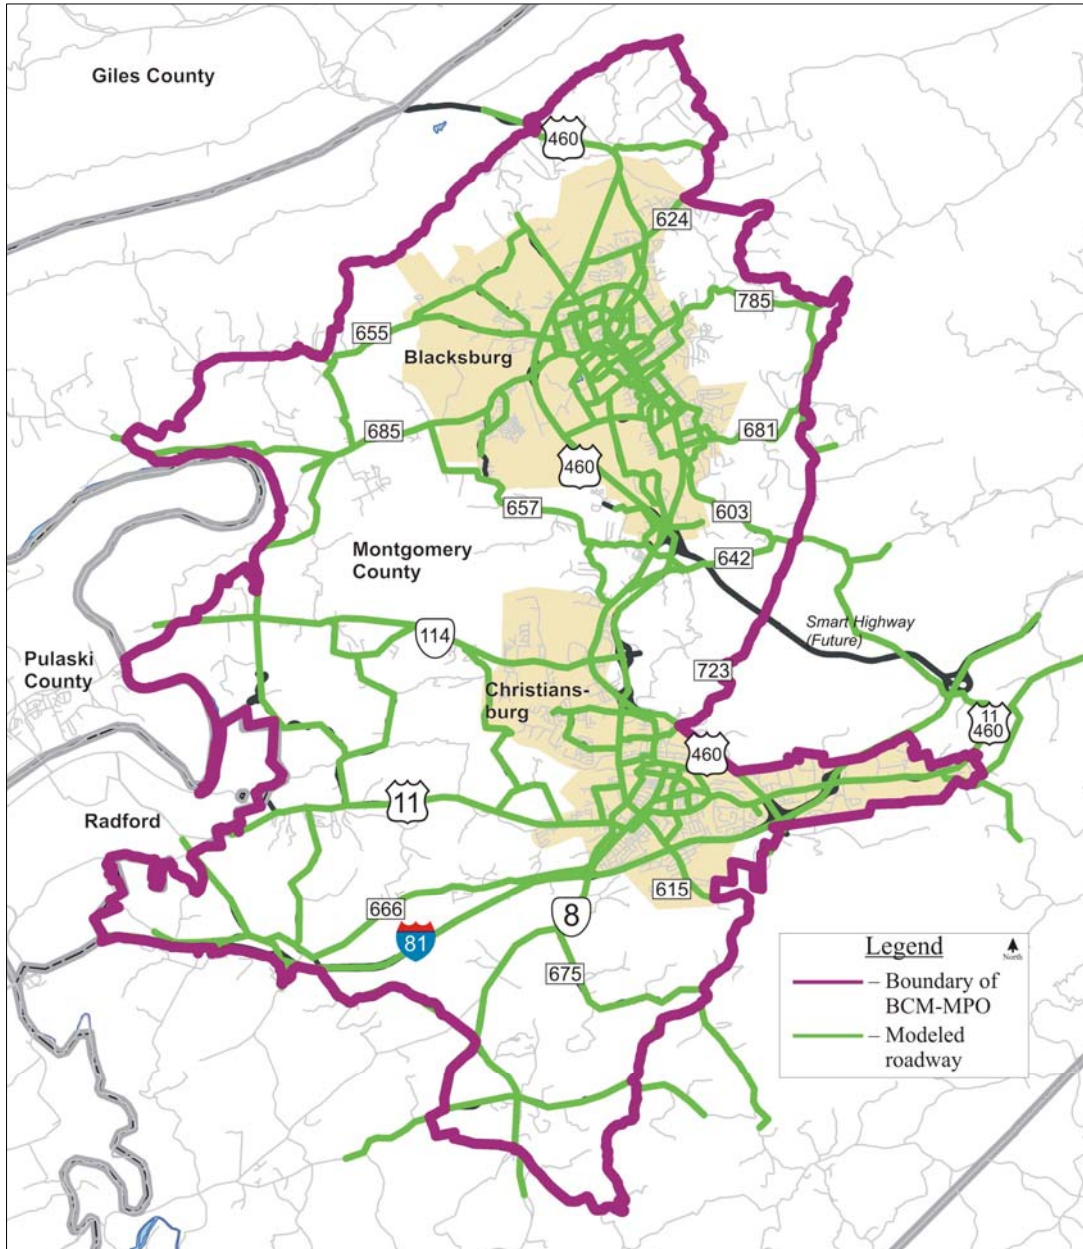 Giles County
460
624
785
655
Blacksburg
685
681
460
657
603
Montgomery
County
642
Smart Highway
(Future)
114
Pulaski
County
723
Christians-
burg
11
460
460
11
Radford
615
666
8
81
675
Legend
North
– Boundary of
BCM-MPO
– Modeled
roadway